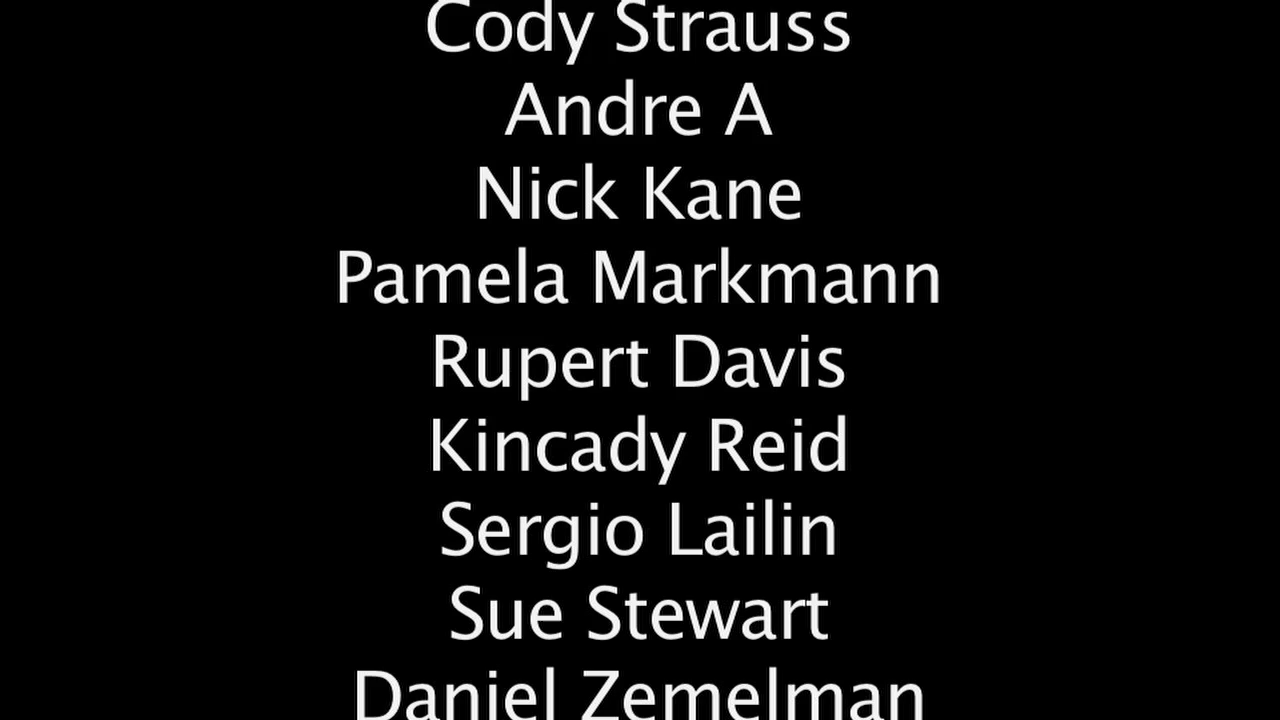 Cody Strauss
Andre A
Nick Kane
Pamela Markmann
Rupert Davis
Kincady Reid
Sergio Lailin
Sue Stewart
Daniel Zemelman